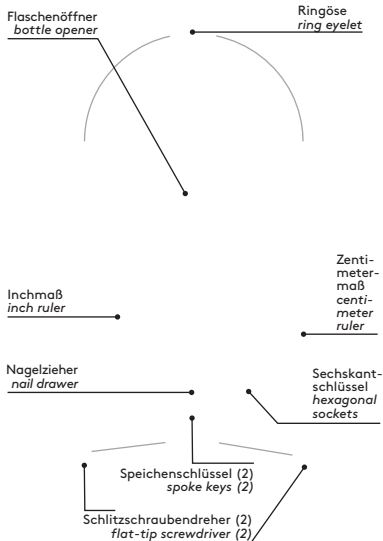 Flaschenöffner
bottle opener
Ringöse
ring eyelet
Zenti-
meter-
maß
centi-
meter
ruler
Inchmaß
inch ruler
Nagelzieher
nail drawer
Sechskant-
schlüssel
hexagonal
sockets
Speichenschlüssel (2)
spoke keys (2)
Schlitzschraubendreher (2)
flat-tip screwdriver (2)